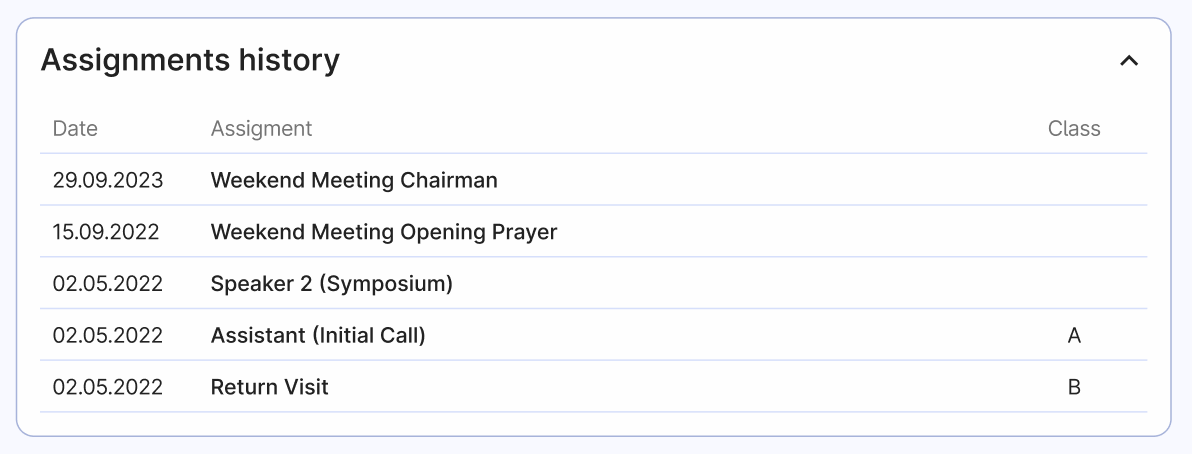 Assignments history
Date Assigment Class
29.09.2023 Weekend Meeting Chairman
15.09.2022 Weekend Meeting Opening Prayer
02.05.2022 Speaker 2 (Symposium)
02.05.2022 Assistant (Initial Call) A
02.05.2022 Return Visit B